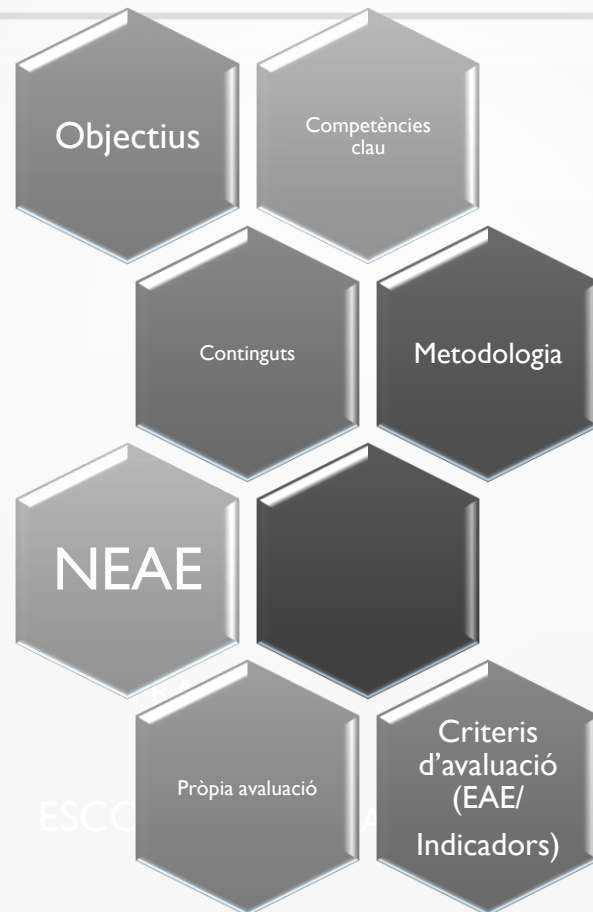 Objectius
Competències
clau
Continguts
Metodologia
NEAE
Pròpia avaluació
Criteris
d’avaluació
(EAE/
Indicadors)